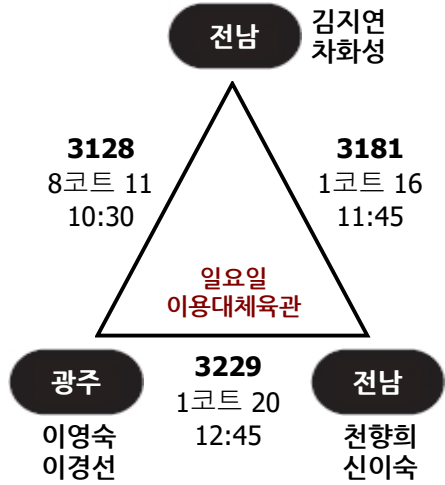 전남
김지연
차화성
3128
8코트 11
10:30
3181
1코트 16
11:45
일요일
이용대체육관
광주
이영숙
이경선
3229
1코트 20
12:45
전남
천향희
신이숙